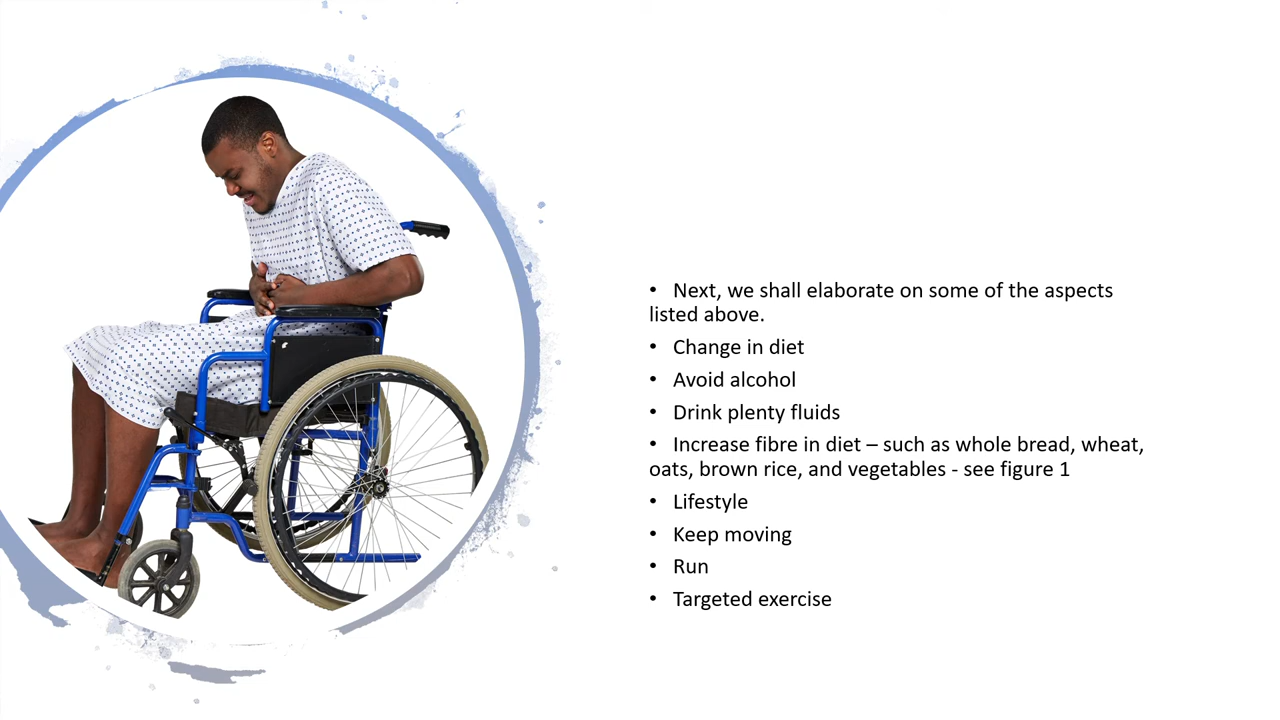 • Next, we shall elaborate on some of the aspects
listed above.
• Change in diet
• Avoid alcohol
• Drink plenty fluids
• Increase fibre in diet – such as whole bread, wheat,
oats, brown rice, and vegetables - see figure 1
• Lifestyle
• Keep moving
• Run
• Targeted exercise